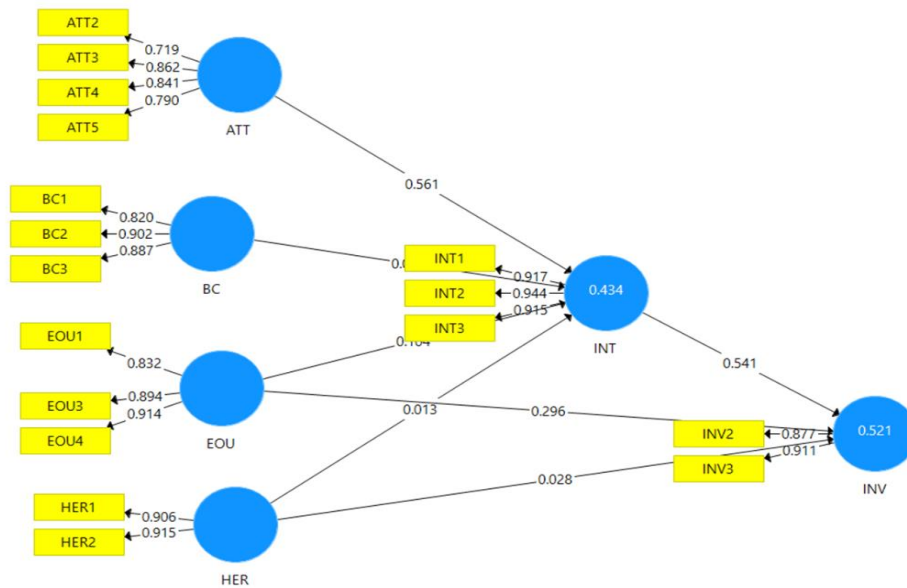 ATT2
0.719
ATT3
0.862
ATT4
0.841
ATT5
0.790
ATT
0.561
BC1
0.820
BC2
0.902
BC3
0.887
BC
INT1
0.917
INT2
0.944
INT3
0.915
0.434
INT
0.541
EOU1
0.832
EOU3
0.894
EOU4
0.914
EOU
0.013
0.296
INV2
0.877
INV3
0.911
0.521
INV
HER1
0.906
HER2
0.915
HER
0.028